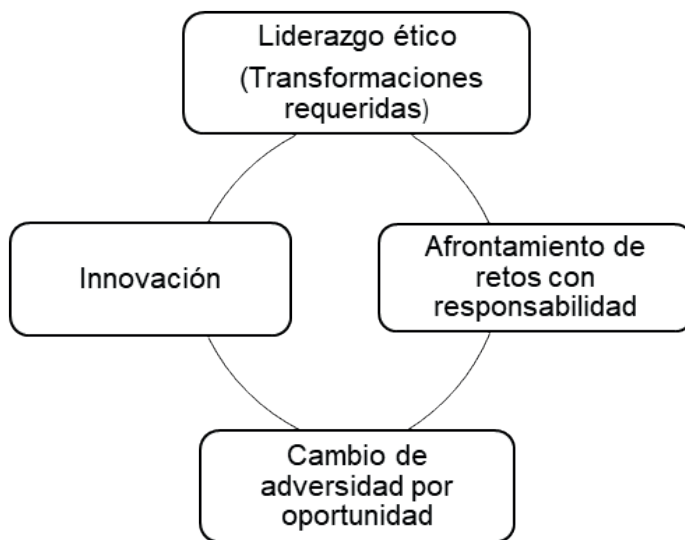 Liderazgo ético
(Transformaciones
requeridas)
Afrontamiento de
retos con
responsabilidad
Innovación
Cambio de
adversidad por
oportunidad